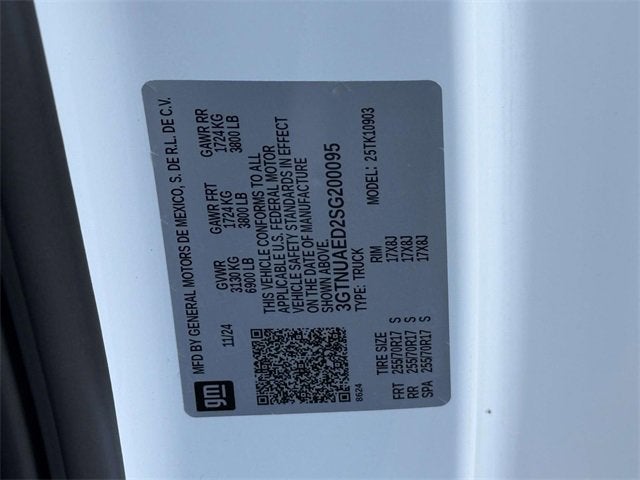 gm
MFD BY GENERAL MOTORS DE MEXICO, S. DE R.L. DE C.V.
11/24
GVWR GAWR FRT GAWR RR
3130 KG 1724 KG 1724 KG
6900 LB 3800 LB 3800 LB
THIS VEHICLE CONFORMS TO ALL
APPLICABLE U.S. FEDERAL MOTOR
VEHICLE SAFETY STANDARDS IN EFFECT
ON THE DATE OF MANUFACTURE
SHOWN ABOVE.
3GTNUAED2SG200095
TYPE: TRUCK MODEL: 25TK10903
8624
TIRE SIZE RIM
FRT 255/70R17 S 17X8J
RR 255/70R17 S 17X8J
SPA 255/70R17 S 17X8J